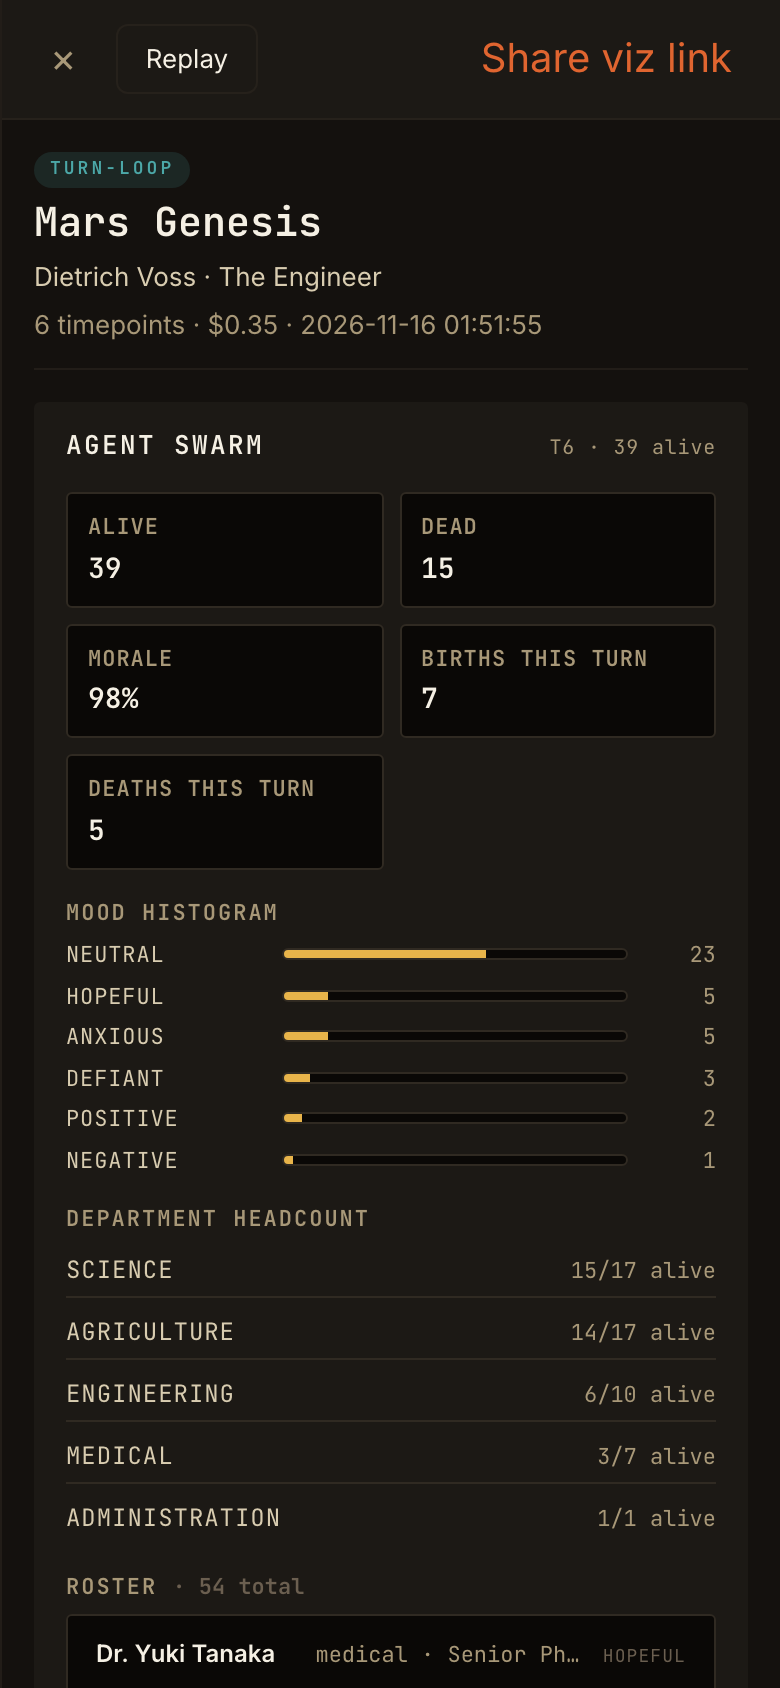 × Replay Share viz link
TURN-LOOP
Mars Genesis
Dietrich Voss · The Engineer
6 timepoints · $0.35 · 2026-11-16 01:51:55
AGENT SWARM T6 · 39 alive
ALIVE DEAD
39 15
MORALE BIRTHS THIS TURN
98% 7
DEATHS THIS TURN
5
MOOD HISTOGRAM
NEUTRAL 23
HOPEFUL 5
ANXIOUS 5
DEFIANT 3
POSITIVE 2
NEGATIVE 1
DEPARTMENT HEADCOUNT
SCIENCE 15/17 alive
AGRICULTURE 14/17 alive
ENGINEERING 6/10 alive
MEDICAL 3/7 alive
ADMINISTRATION 1/1 alive
ROSTER · 54 total
Dr. Yuki Tanaka medical · Senior Ph… HOPEFUL